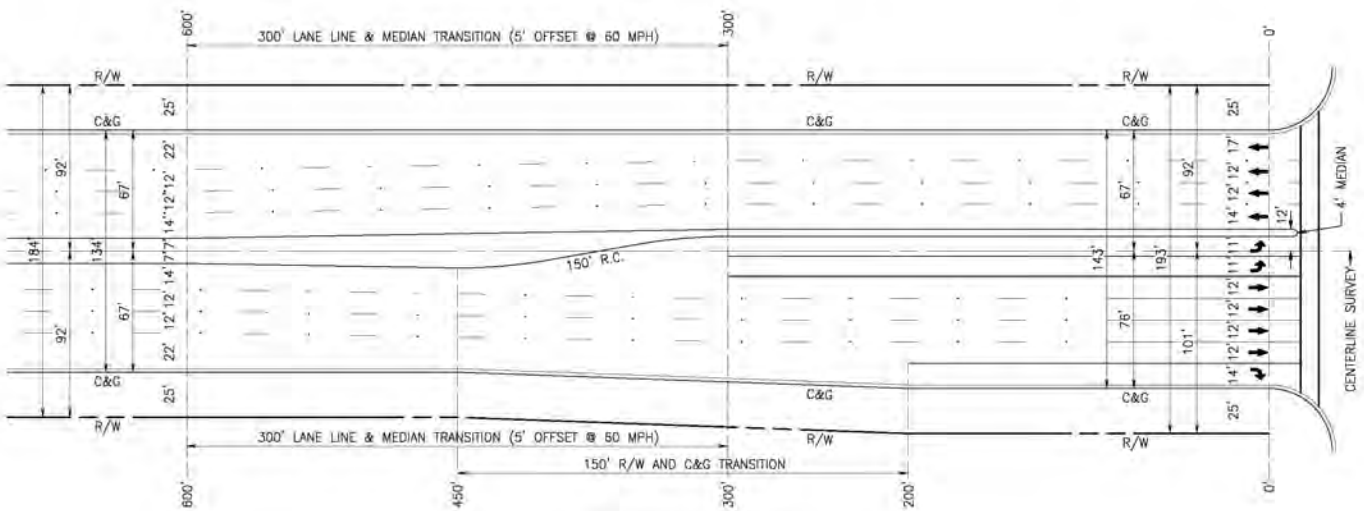 600'
300' LANE LINE & MEDIAN TRANSITION (5' OFFSET @ 60 MPH)
300'
0'
R/W
R/W
R/W
25'
25'
C&G
C&G
C&G
92'
67'
184'
134'
22'
12'
12'
14'
7'
7'
14'
12'
12'
22'
92'
67'
25'
C&G
R/W
150' R.C.
67'
92'
143'
193'
76'
101'
17'
12'
12'
14'
12'
11'
11'
12'
12'
12'
12'
14'
25'
4' MEDIAN
CENTERLINE SURVEY
C&G
C&G
R/W
R/W
300' LANE LINE & MEDIAN TRANSITION (5' OFFSET @ 60 MPH)
150' R/W AND C&G TRANSITION
600'
450'
300'
200'
0'